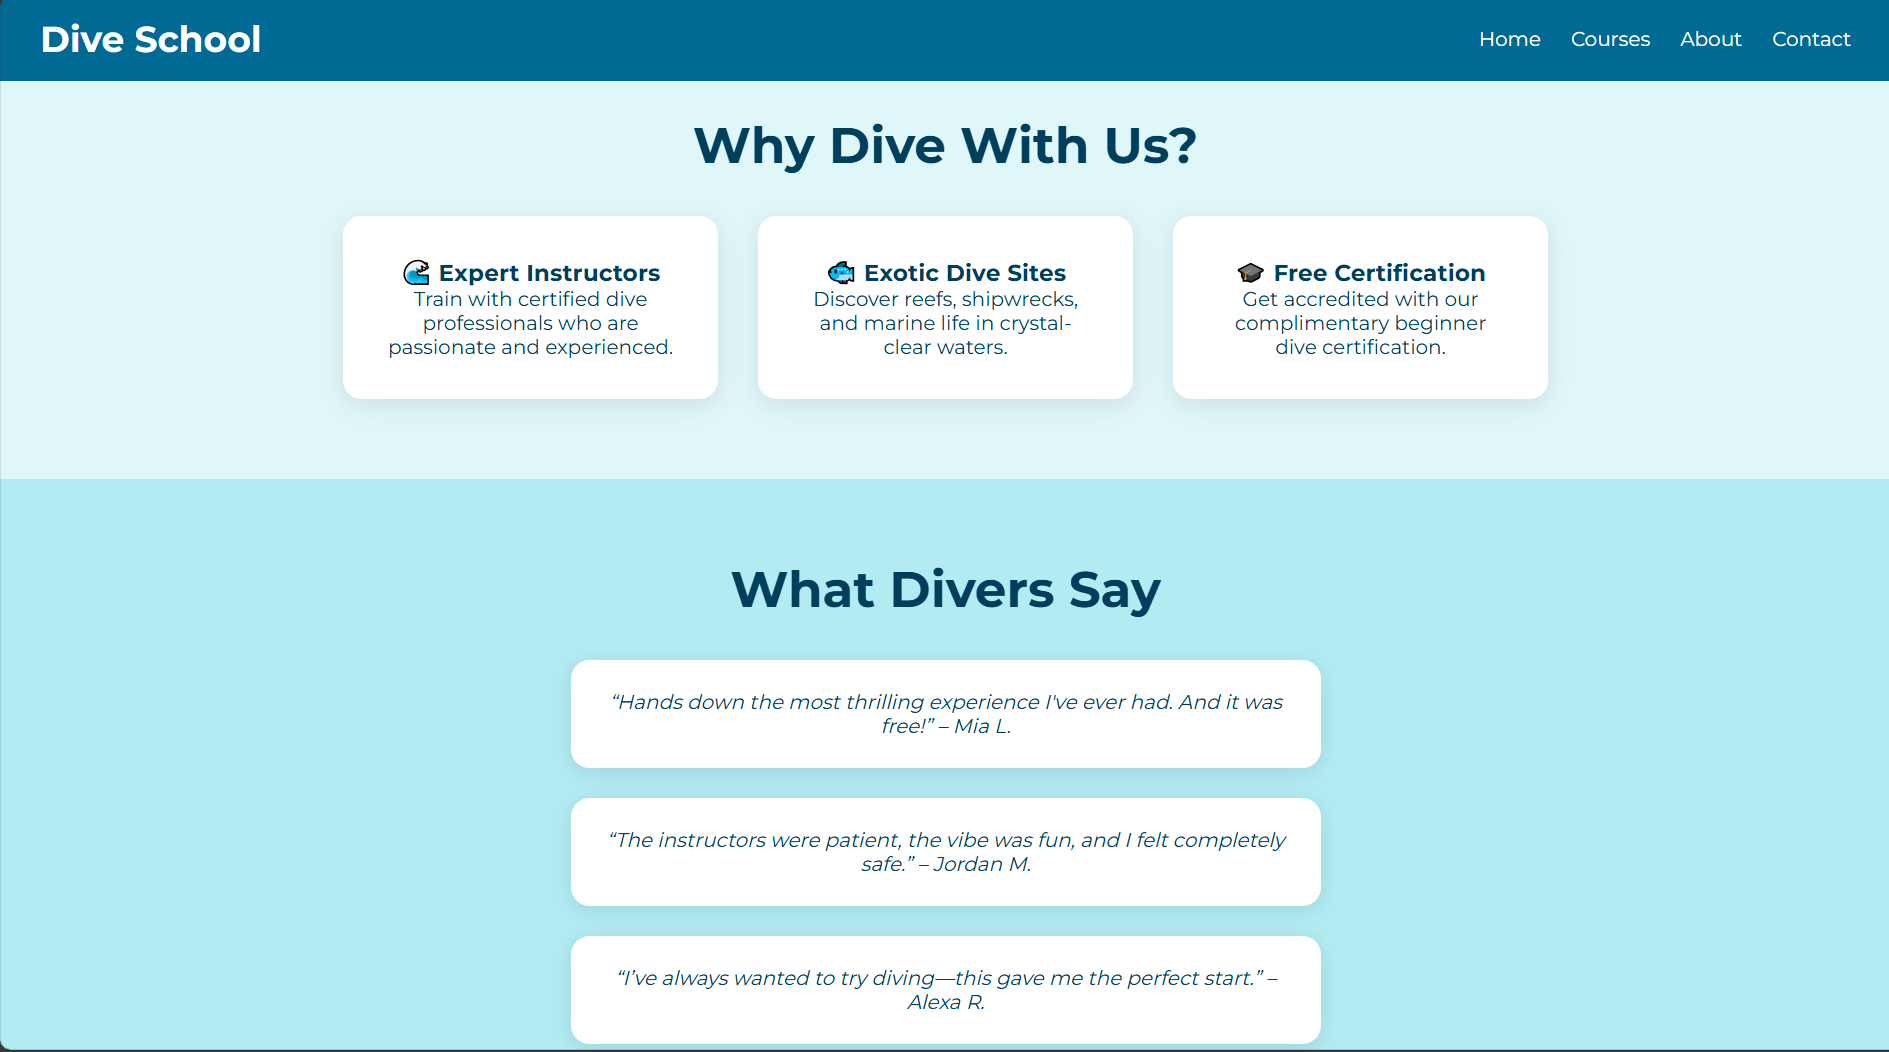 Dive School
Home Courses About Contact
Why Dive With Us?
🌊 Expert Instructors
Train with certified dive
professionals who are
passionate and experienced.
🐟 Exotic Dive Sites
Discover reefs, shipwrecks,
and marine life in crystal-
clear waters.
🎓 Free Certification
Get accredited with our
complimentary beginner
dive certification.
What Divers Say
“Hands down the most thrilling experience I've ever had. And it was
free!” – Mia L.
“The instructors were patient, the vibe was fun, and I felt completely
safe.” – Jordan M.
“I’ve always wanted to try diving—this gave me the perfect start.” –
Alexa R.